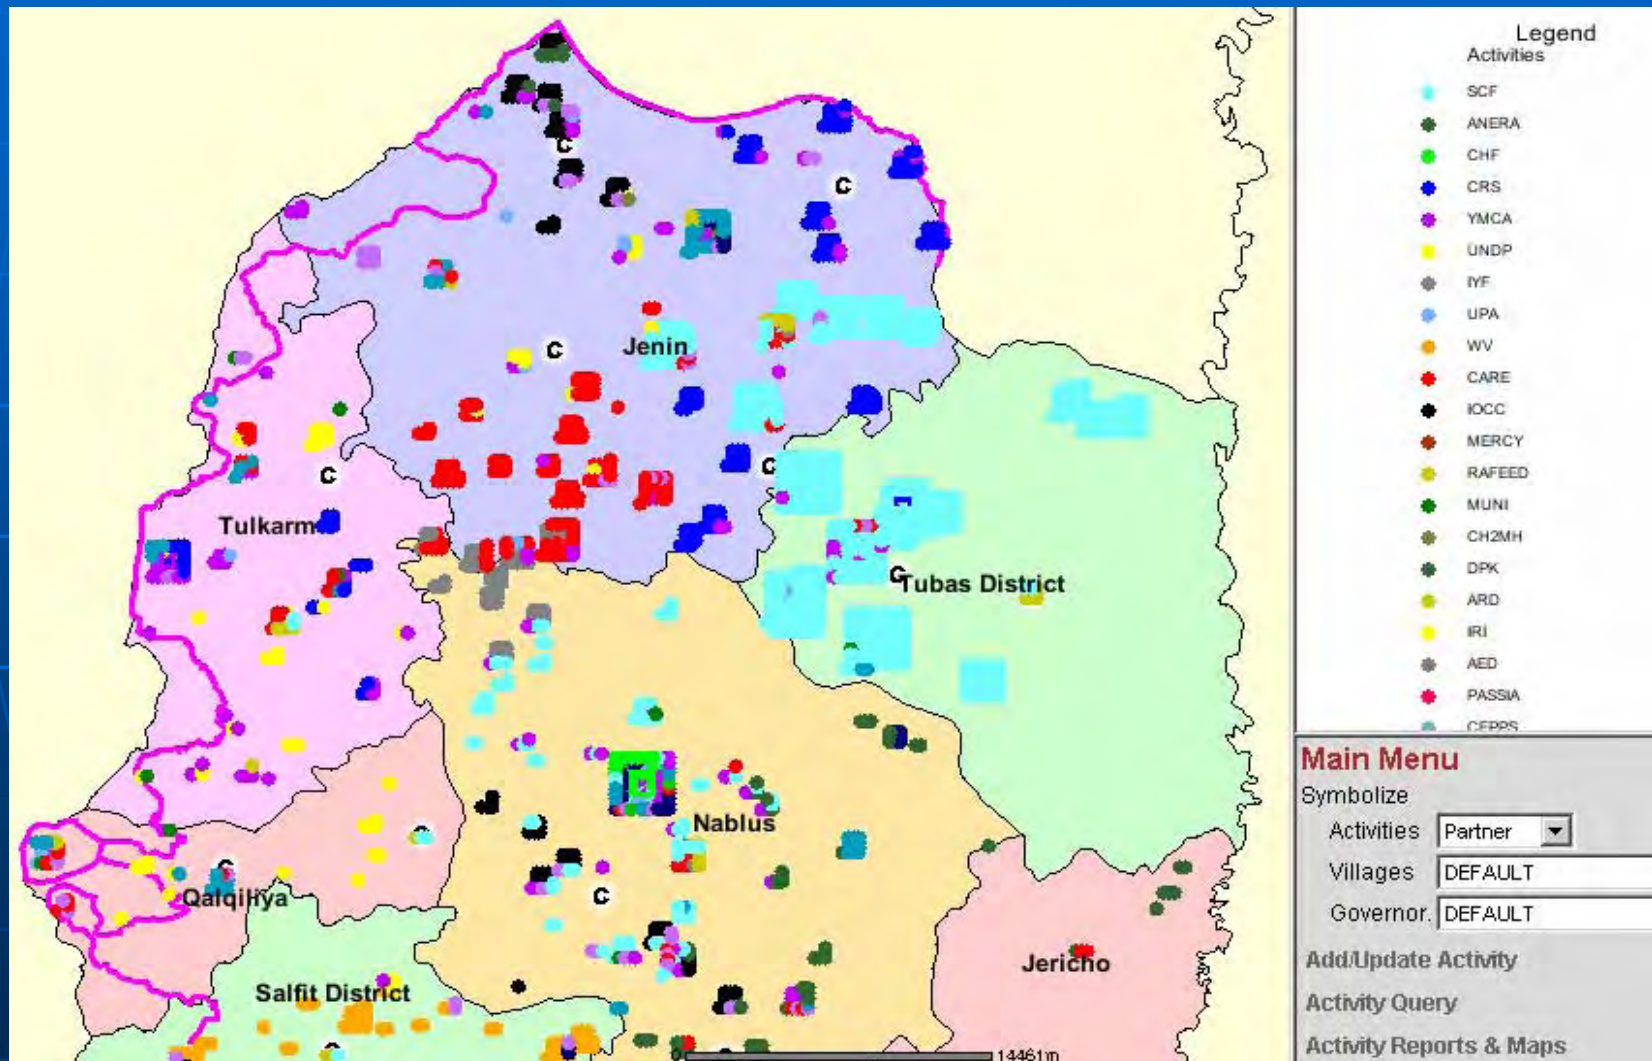 C
C
C
Jenin
C
C
Tulkarm
C
Tubas District
Nablus
C
C
Qalqiliya
C
Jericho
Salfit District
0 14461m
Legend
Activities
SCF
ANERA
CHF
CRS
YMCA
UNDP
IYF
UPA
WV
CARE
IOCC
MERCY
RAFEED
MUNI
CH2MH
DPK
ARD
IRI
AED
PASSIA
CEPPS
Main Menu
Symbolize
Activities Partner
Villages DEFAULT
Governor. DEFAULT
Add/Update Activity
Activity Query
Activity Reports & Maps